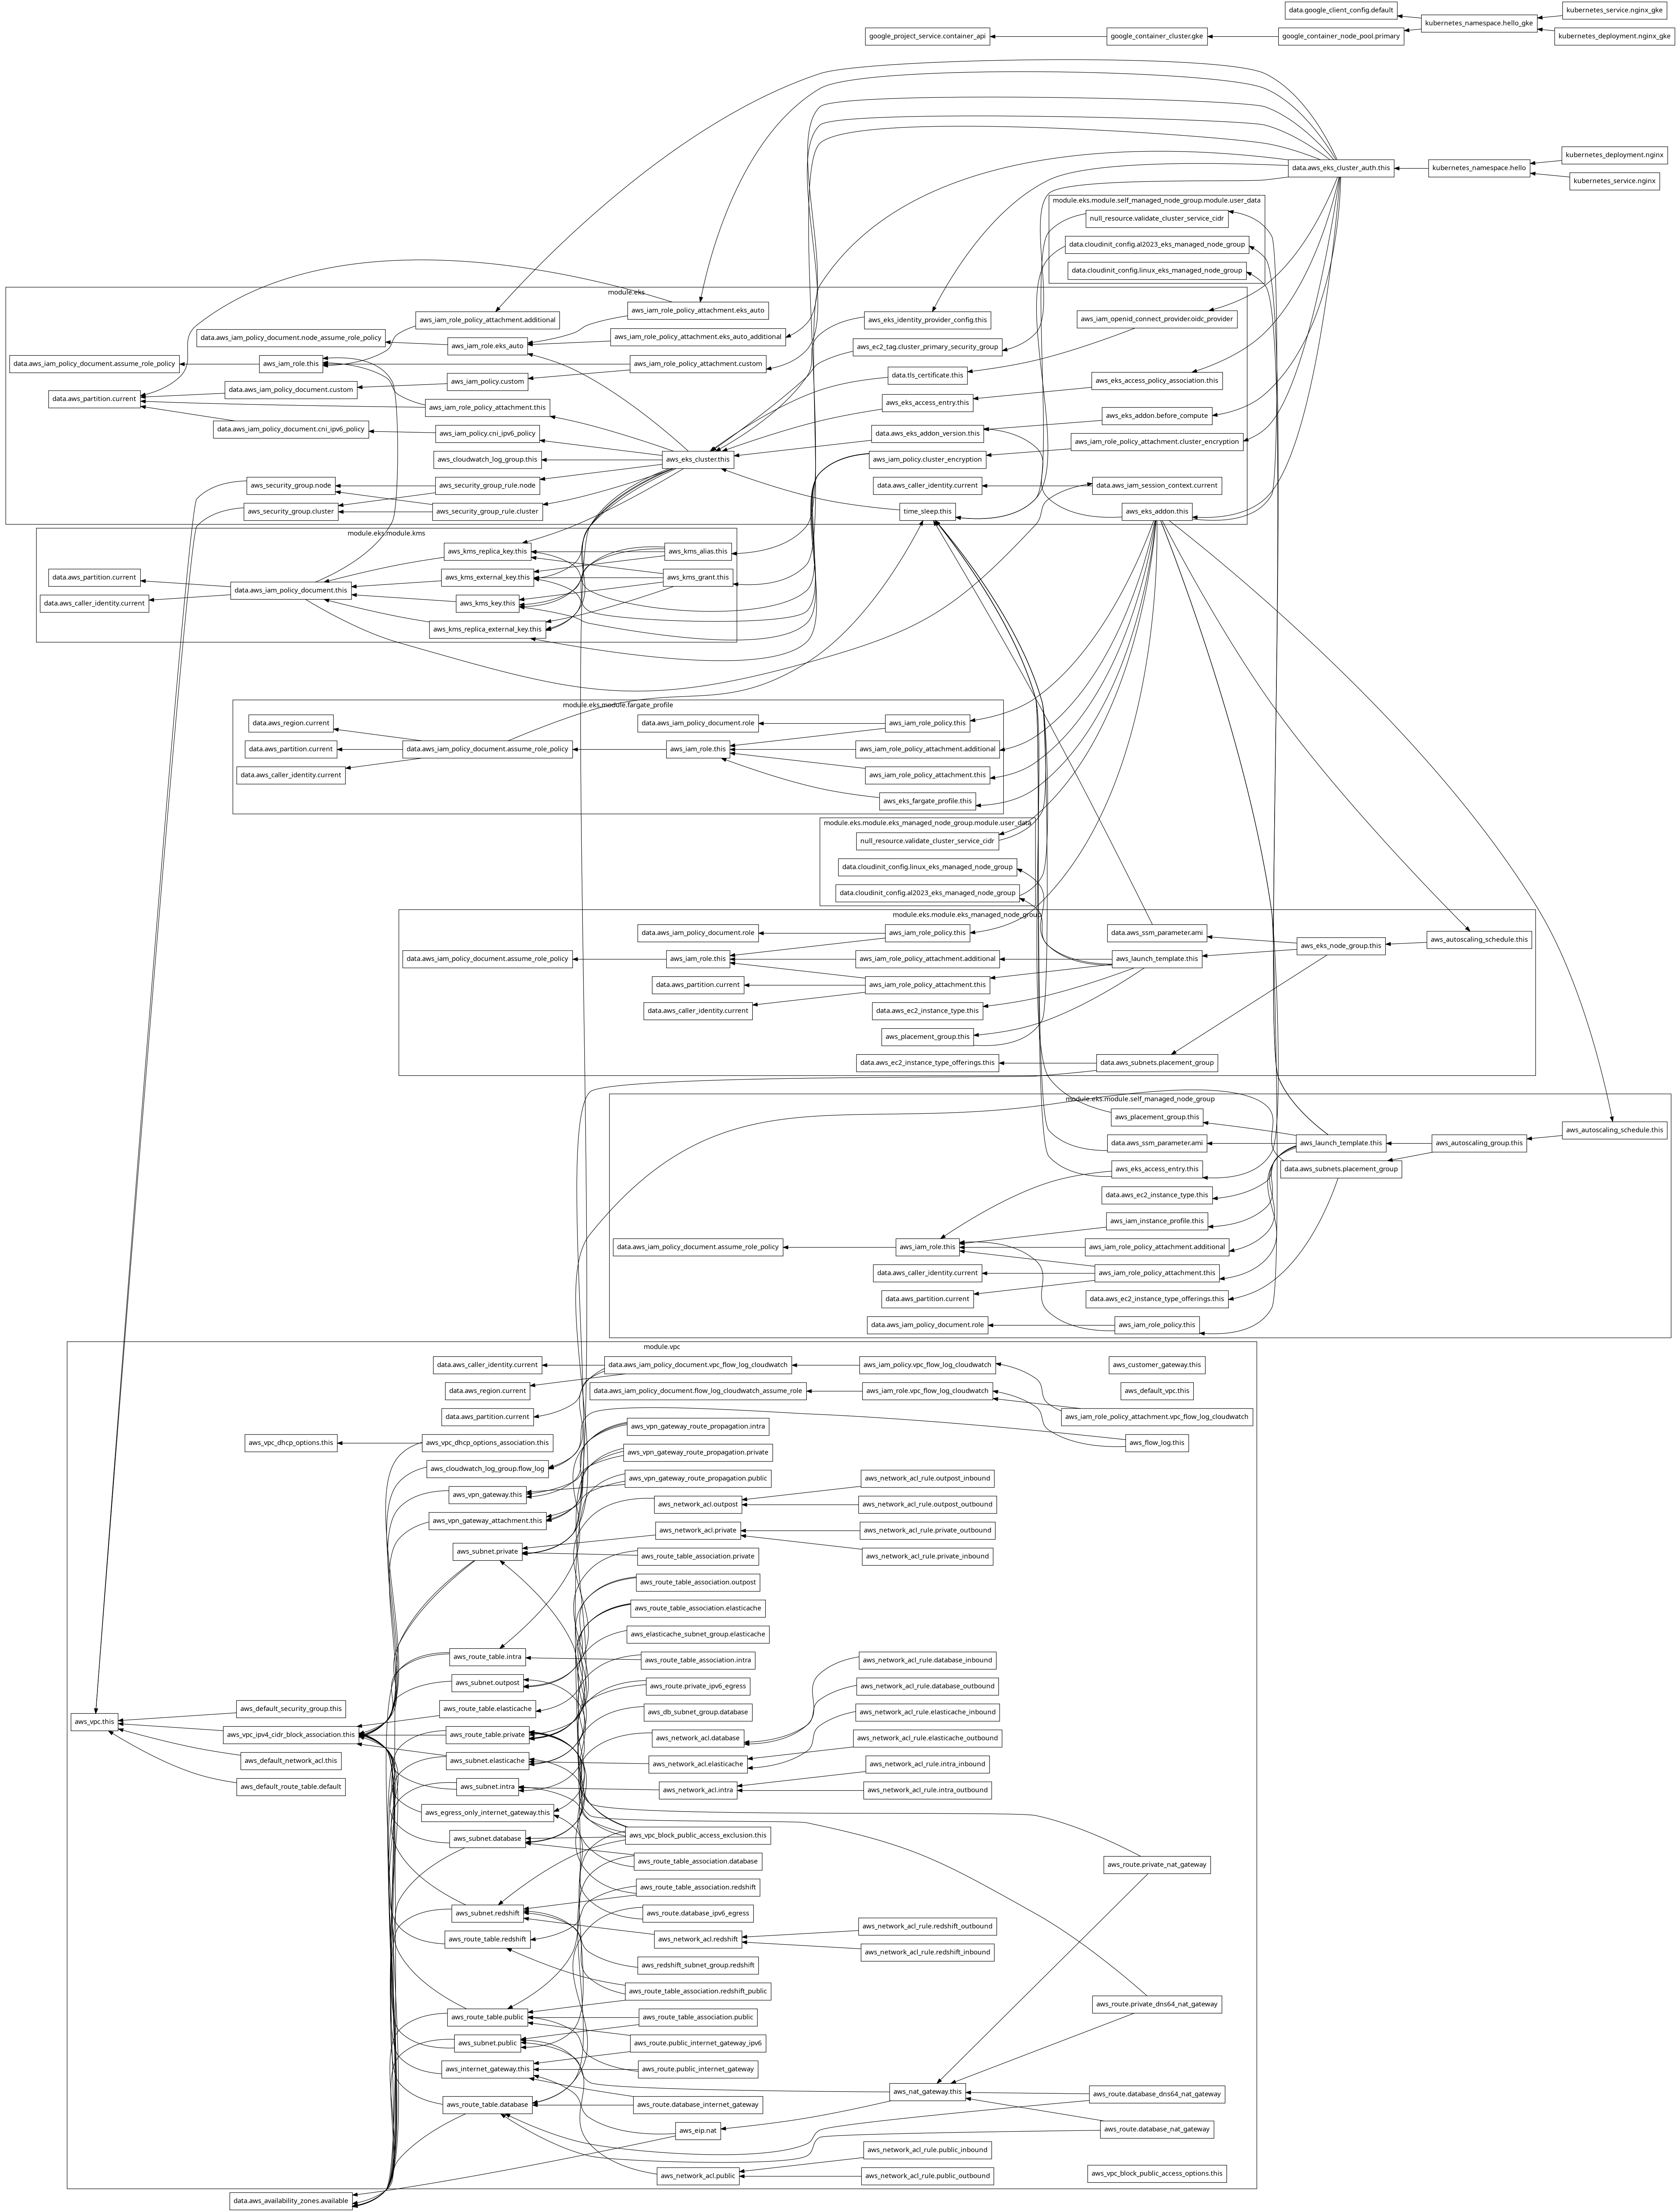 data.google_client_config.default
kubernetes_service.nginx_gke
kubernetes_namespace.hello_gke
google_project_service.container_api
google_container_cluster.gke
google_container_node_pool.primary
kubernetes_deployment.nginx_gke
kubernetes_deployment.nginx
data.aws_eks_cluster_auth.this
kubernetes_namespace.hello
kubernetes_service.nginx
module.eks.module.self_managed_node_group.module.user_data
null_resource.validate_cluster_service_cidr
data.cloudinit_config.al2023_eks_managed_node_group
data.cloudinit_config.linux_eks_managed_node_group
module.eks
aws_iam_role_policy_attachment.eks_auto
aws_iam_role_policy_attachment.additional
aws_eks_identity_provider_config.this
aws_iam_openid_connect_provider.oidc_provider
data.aws_iam_policy_document.node_assume_role_policy
aws_iam_role.eks_auto
aws_iam_role_policy_attachment.eks_auto_additional
aws_ec2_tag.cluster_primary_security_group
data.aws_iam_policy_document.assume_role_policy
aws_iam_role.this
aws_iam_role_policy_attachment.custom
data.tls_certificate.this
aws_eks_access_policy_association.this
data.aws_partition.current
data.aws_iam_policy_document.custom
aws_iam_policy.custom
aws_iam_role_policy_attachment.this
aws_eks_access_entry.this
aws_eks_addon.before_compute
data.aws_iam_policy_document.cni_ipv6_policy
aws_iam_policy.cni_ipv6_policy
data.aws_eks_addon_version.this
aws_iam_role_policy_attachment.cluster_encryption
aws_cloudwatch_log_group.this
aws_eks_cluster.this
aws_iam_policy.cluster_encryption
aws_security_group.node
aws_security_group_rule.node
data.aws_caller_identity.current
data.aws_iam_session_context.current
aws_security_group.cluster
aws_security_group_rule.cluster
time_sleep.this
aws_eks_addon.this
module.eks.module.kms
aws_kms_replica_key.this
aws_kms_alias.this
data.aws_partition.current
aws_kms_external_key.this
aws_kms_grant.this
data.aws_iam_policy_document.this
data.aws_caller_identity.current
aws_kms_key.this
aws_kms_replica_external_key.this
module.eks.module.fargate_profile
data.aws_region.current
data.aws_iam_policy_document.role
aws_iam_role_policy.this
data.aws_partition.current
data.aws_iam_policy_document.assume_role_policy
aws_iam_role.this
aws_iam_role_policy_attachment.additional
data.aws_caller_identity.current
aws_iam_role_policy_attachment.this
aws_eks_fargate_profile.this
module.eks.module.eks_managed_node_group.module.user_data
null_resource.validate_cluster_service_cidr
data.cloudinit_config.linux_eks_managed_node_group
data.cloudinit_config.al2023_eks_managed_node_group
module.eks.module.eks_managed_node_group
data.aws_iam_policy_document.role
aws_iam_role_policy.this
data.aws_ssm_parameter.ami
aws_eks_node_group.this
aws_autoscaling_schedule.this
data.aws_iam_policy_document.assume_role_policy
aws_iam_role.this
aws_iam_role_policy_attachment.additional
aws_launch_template.this
data.aws_partition.current
aws_iam_role_policy_attachment.this
data.aws_caller_identity.current
data.aws_ec2_instance_type.this
aws_placement_group.this
data.aws_ec2_instance_type_offerings.this
data.aws_subnets.placement_group
module.eks.module.self_managed_node_group
aws_placement_group.this
aws_autoscaling_schedule.this
data.aws_ssm_parameter.ami
aws_launch_template.this
aws_autoscaling_group.this
aws_eks_access_entry.this
data.aws_subnets.placement_group
data.aws_ec2_instance_type.this
aws_iam_instance_profile.this
data.aws_iam_policy_document.assume_role_policy
aws_iam_role.this
aws_iam_role_policy_attachment.additional
data.aws_caller_identity.current
aws_iam_role_policy_attachment.this
data.aws_partition.current
data.aws_ec2_instance_type_offerings.this
data.aws_iam_policy_document.role
aws_iam_role_policy.this
module.vpc
data.aws_caller_identity.current
data.aws_iam_policy_document.vpc_flow_log_cloudwatch
aws_iam_policy.vpc_flow_log_cloudwatch
aws_customer_gateway.this
data.aws_region.current
data.aws_iam_policy_document.flow_log_cloudwatch_assume_role
aws_iam_role.vpc_flow_log_cloudwatch
aws_default_vpc.this
data.aws_partition.current
aws_iam_role_policy_attachment.vpc_flow_log_cloudwatch
aws_vpn_gateway_route_propagation.intra
aws_vpc_dhcp_options.this
aws_vpc_dhcp_options_association.this
aws_flow_log.this
aws_vpn_gateway_route_propagation.private
aws_cloudwatch_log_group.flow_log
aws_vpn_gateway_route_propagation.public
aws_network_acl_rule.outpost_inbound
aws_vpn_gateway.this
aws_network_acl.outpost
aws_network_acl_rule.outpost_outbound
aws_vpn_gateway_attachment.this
aws_network_acl.private
aws_network_acl_rule.private_outbound
aws_subnet.private
aws_route_table_association.private
aws_network_acl_rule.private_inbound
aws_route_table_association.outpost
aws_route_table_association.elasticache
aws_elasticache_subnet_group.elasticache
aws_route_table.intra
aws_route_table_association.intra
aws_network_acl_rule.database_inbound
aws_subnet.outpost
aws_route.private_ipv6_egress
aws_network_acl_rule.database_outbound
aws_default_security_group.this
aws_route_table.elasticache
aws_db_subnet_group.database
aws_network_acl_rule.elasticache_inbound
aws_vpc.this
aws_vpc_ipv4_cidr_block_association.this
aws_route_table.private
aws_network_acl.database
aws_network_acl_rule.elasticache_outbound
aws_default_network_acl.this
aws_subnet.elasticache
aws_network_acl.elasticache
aws_network_acl_rule.intra_inbound
aws_default_route_table.default
aws_subnet.intra
aws_network_acl.intra
aws_network_acl_rule.intra_outbound
aws_egress_only_internet_gateway.this
aws_subnet.database
aws_vpc_block_public_access_exclusion.this
aws_route_table_association.database
aws_route.private_nat_gateway
aws_route_table_association.redshift
aws_subnet.redshift
aws_route.database_ipv6_egress
aws_network_acl_rule.redshift_outbound
aws_route_table.redshift
aws_network_acl.redshift
aws_network_acl_rule.redshift_inbound
aws_redshift_subnet_group.redshift
aws_route_table_association.redshift_public
aws_route.private_dns64_nat_gateway
aws_route_table.public
aws_route_table_association.public
aws_subnet.public
aws_route.public_internet_gateway_ipv6
aws_internet_gateway.this
aws_route.public_internet_gateway
aws_nat_gateway.this
aws_route.database_dns64_nat_gateway
aws_route_table.database
aws_route.database_internet_gateway
aws_eip.nat
aws_route.database_nat_gateway
aws_network_acl_rule.public_inbound
aws_network_acl.public
aws_network_acl_rule.public_outbound
aws_vpc_block_public_access_options.this
data.aws_availability_zones.available